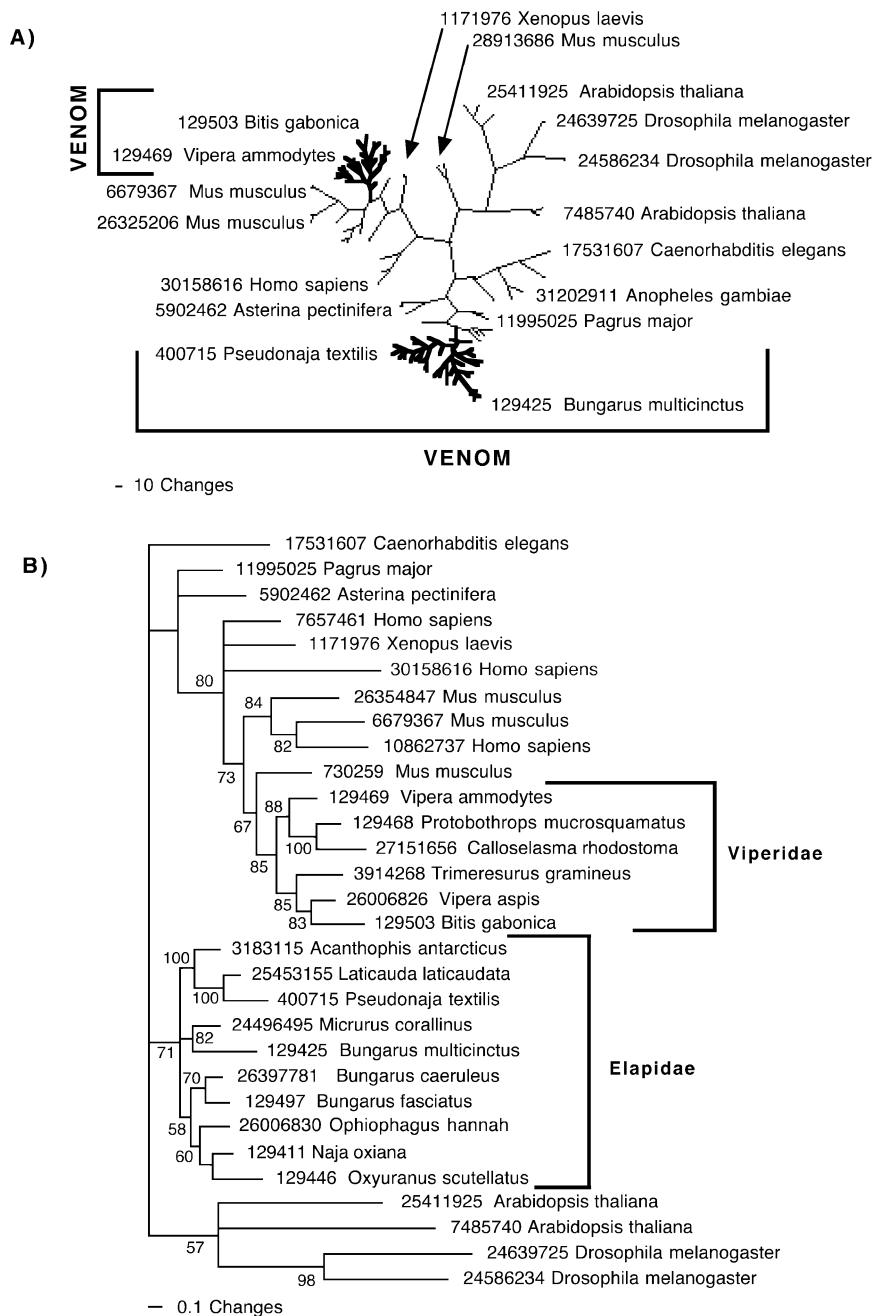 A)
1171976 Xenopus laevis
28913686 Mus musculus
VENOM
25411925 Arabidopsis thaliana
129503 Bitis gabonica
24639725 Drosophila melanogaster
129469 Vipera ammodytes
24586234 Drosophila melanogaster
6679367 Mus musculus
26325206 Mus musculus
7485740 Arabidopsis thaliana
17531607 Caenorhabditis elegans
30158616 Homo sapiens
31202911 Anopheles gambiae
5902462 Asterina pectinifera
11995025 Pagrus major
400715 Pseudonaja textilis
129425 Bungarus multicinctus
VENOM
10 Changes
B)
17531607 Caenorhabditis elegans
11995025 Pagrus major
5902462 Asterina pectinifera
7657461 Homo sapiens
1171976 Xenopus laevis
30158616 Homo sapiens
80
26354847 Mus musculus
84
6679367 Mus musculus
82
10862737 Homo sapiens
73
730259 Mus musculus
129469 Vipera ammodytes
88
129468 Protobothrops mucrosquamatus
67
100
27151656 Calloselasma rhodostoma
Viperidae
85
3914268 Trimeresurus gramineus
85
26006826 Vipera aspis
83
129503 Bitis gabonica
3183115 Acanthophis antarcticus
100
25453155 Laticauda laticaudata
100
400715 Pseudonaja textilis
24496495 Micrurus corallinus
82
71
129425 Bungarus multicinctus
Elapidae
70
26397781 Bungarus caeruleus
129497 Bungarus fasciatus
58
26006830 Ophiophagus hannah
60
129411 Naja oxiana
129446 Oxyuranus scutellatus
25411925 Arabidopsis thaliana
7485740 Arabidopsis thaliana
57
24639725 Drosophila melanogaster
98
24586234 Drosophila melanogaster
0.1 Changes